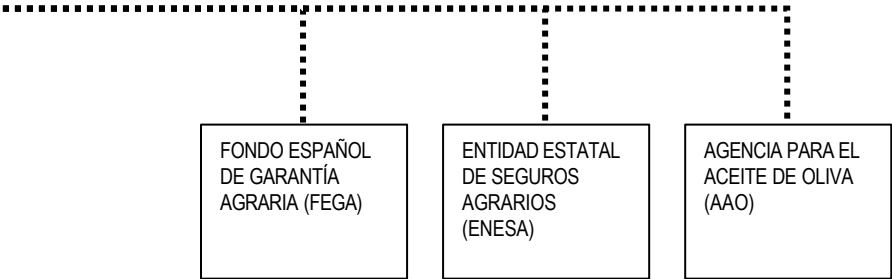 FONDO ESPAÑOL
DE GARANTÍA
AGRARIA (FEGA)
ENTIDAD ESTATAL
DE SEGUROS
AGRARIOS
(ENESA)
AGENCIA PARA EL
ACEITE DE OLIVA
(AAO)